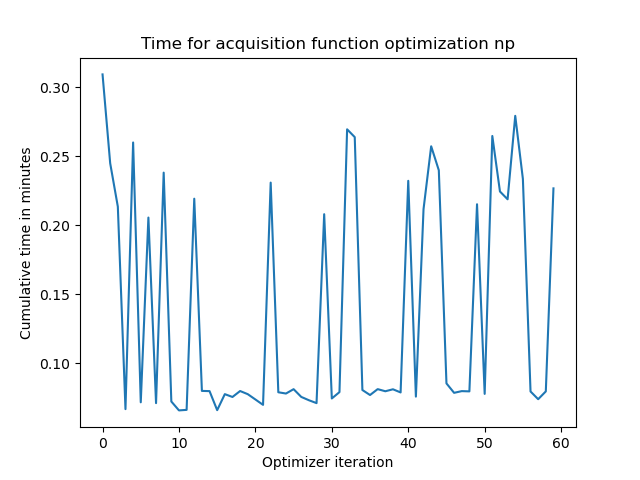 Time for acquisition function optimization np
Cumulative time in minutes
0.30
0.25
0.20
0.15
0.10
0 10 20 30 40 50 60
Optimizer iteration